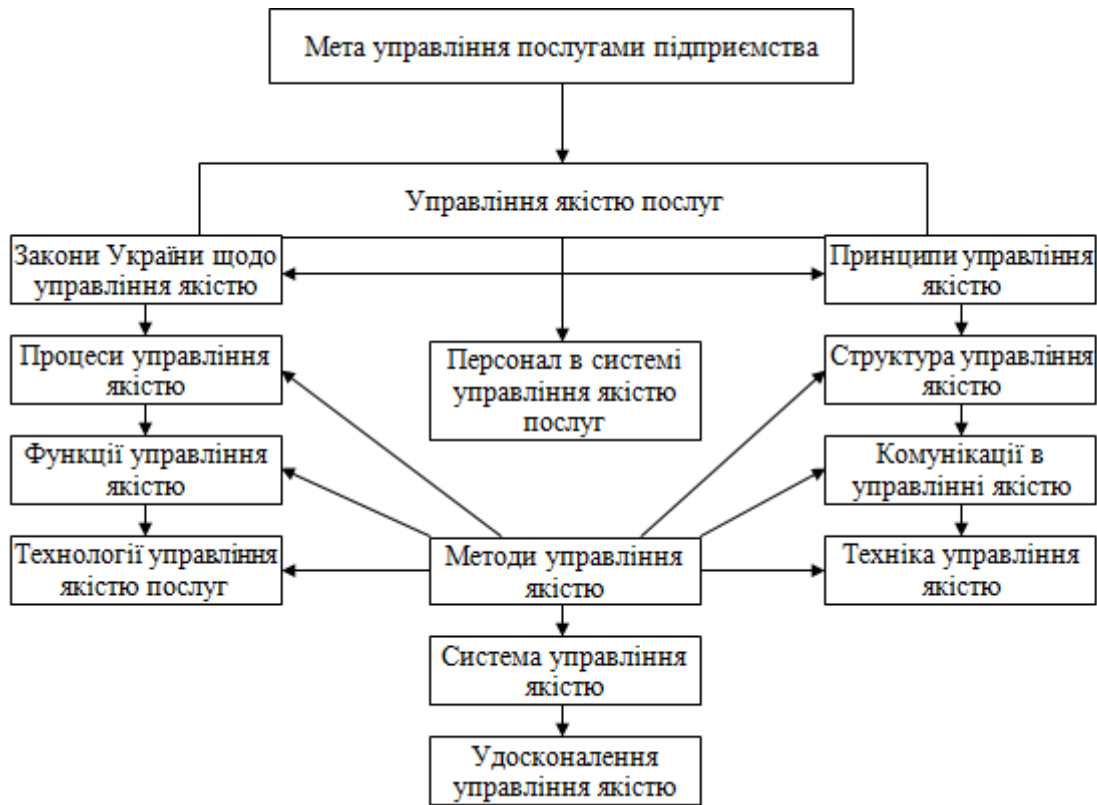 Мета управління послугами підприємства
Управління якістю послуг
Закони України щодо
управління якістю
Принципи управління
якістю
Процеси управління
якістю
Персонал в системі
управління якістю
послуг
Структура управління
якістю
Функції управління
якістю
Комунікації в
управлінні якістю
Технології управління
якістю послуг
Методи управління
якістю
Техніка управління
якістю
Система управління
якістю
Удосконалення
управління якістю